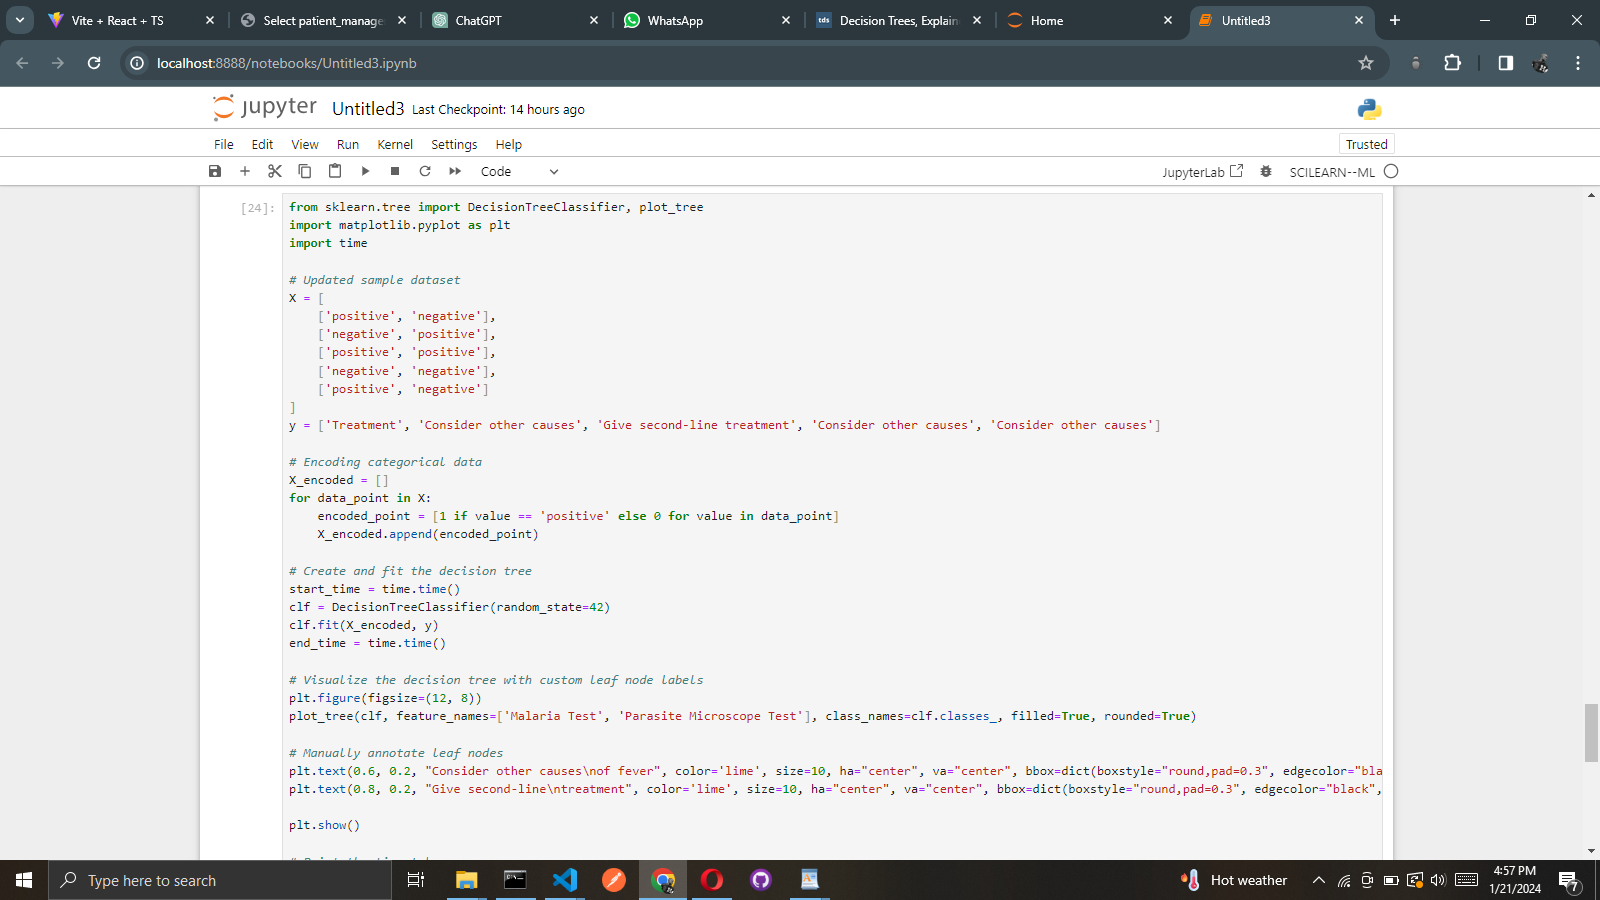 Vite + React + TS
Select patient_manage
ChatGPT
WhatsApp
tds
Decision Trees, Explain
Home
Untitled3
localhost:8888/notebooks/Untitled3.ipynb
jupyter Untitled3 Last Checkpoint: 14 hours ago
File Edit View Run Kernel Settings Help
Trusted
Code
JupyterLab
SCILEARN--ML
[24]:
from sklearn.tree import DecisionTreeClassifier, plot_tree
import matplotlib.pyplot as plt
import time
# Updated sample dataset
X = [
['positive', 'negative'],
['negative', 'positive'],
['positive', 'positive'],
['negative', 'negative'],
['positive', 'negative']
]
y = ['Treatment', 'Consider other causes', 'Give second-line treatment', 'Consider other causes', 'Consider other causes']
# Encoding categorical data
X_encoded = []
for data_point in X:
encoded_point = [1 if value == 'positive' else 0 for value in data_point]
X_encoded.append(encoded_point)
# Create and fit the decision tree
start_time = time.time()
clf = DecisionTreeClassifier(random_state=42)
clf.fit(X_encoded, y)
end_time = time.time()
# Visualize the decision tree with custom leaf node labels
plt.figure(figsize=(12, 8))
plot_tree(clf, feature_names=['Malaria Test', 'Parasite Microscope Test'], class_names=clf.classes_, filled=True, rounded=True)
# Manually annotate leaf nodes
plt.text(0.6, 0.2, "Consider other causes\nof fever", color='lime', size=10, ha="center", va="center", bbox=dict(boxstyle="round,pad=0.3", edgecolor="bla
plt.text(0.8, 0.2, "Give second-line\ntreatment", color='lime', size=10, ha="center", va="center", bbox=dict(boxstyle="round,pad=0.3", edgecolor="black",
plt.show()
Type here to search
Hot weather
4:57 PM
1/21/2024
7